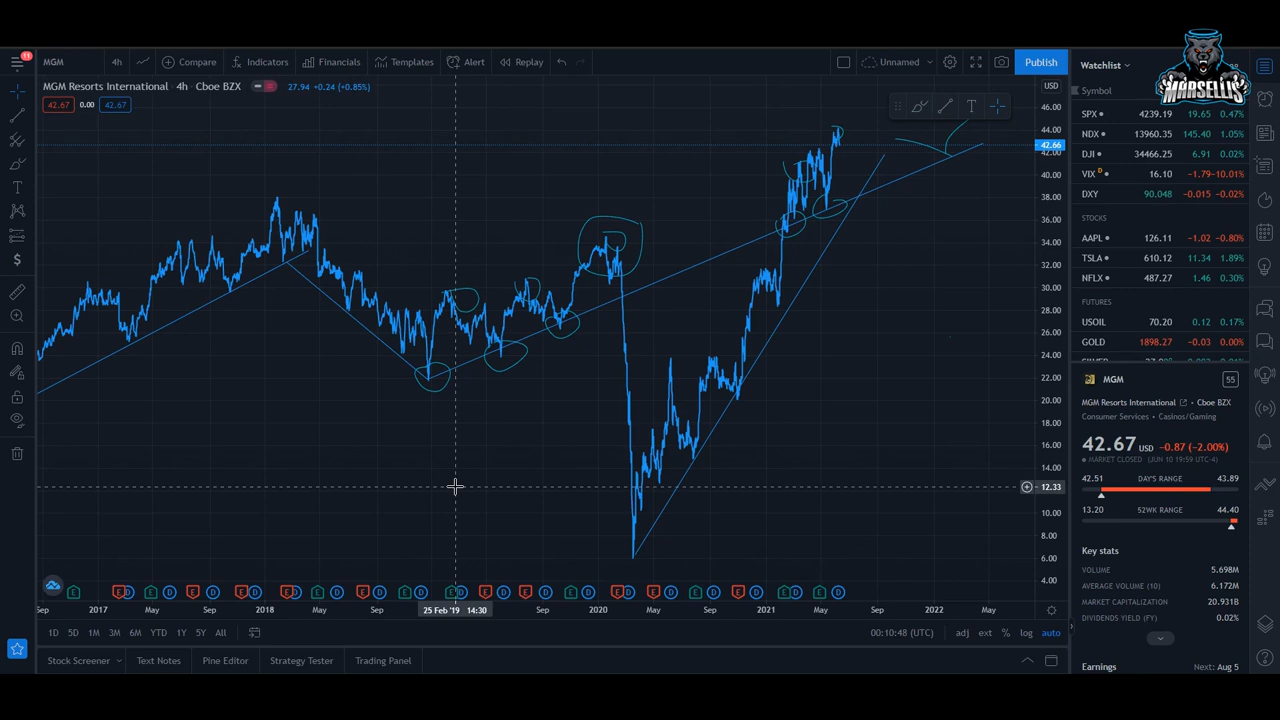 11
MGM 4h Compare Indicators Financials Templates Alert Replay Unnamed Publish
MARSELLIS
MGM Resorts International 4h Cboe BZX 27.94 +0.24 (+0.85%)
42.67 0.00 42.67
USD
46.00
44.00
42.66
42.00
40.00
38.00
36.00
34.00
32.00
30.00
28.00
26.00
24.00
22.00
20.00
18.00
16.00
14.00
12.33
10.00
8.00
6.00
4.00
Sep 2017 May Sep 2018 May Sep 25 Feb '19 14:30 Sep 2020 May Sep 2021 May Sep 2022 May
1D 5D 1M 3M 6M YTD 1Y 5Y All 00:10:48 (UTC) adj ext % log auto
Stock Screener Text Notes Pine Editor Strategy Tester Trading Panel
Watchlist
Symbol
SPX 4239.19 19.65 0.47%
NDX 13960.35 145.40 1.05%
DJI 34466.25 6.91 0.02%
VIX D 16.10 −1.79 −10.01%
DXY 90.048 −0.015 −0.02%
STOCKS
AAPL 126.11 −1.02 −0.80%
TSLA 610.12 11.34 1.89%
NFLX 487.27 1.46 0.30%
FUTURES
USOIL 70.20 0.12 0.17%
GOLD 1898.27 −0.03 0.00%
MGM 55
MGM Resorts International Cboe BZX
Consumer Services Casinos/Gaming
42.67 USD −0.87 (−2.00%)
MARKET CLOSED (JUN 10 19:59 UTC-4)
42.51 DAY'S RANGE 43.89
13.20 52WK RANGE 44.40
Key stats
VOLUME 5.698M
AVERAGE VOLUME (10) 6.172M
MARKET CAPITALIZATION 20.931B
DIVIDENDS YIELD (FY) 0.02%
Earnings Next: Aug 5